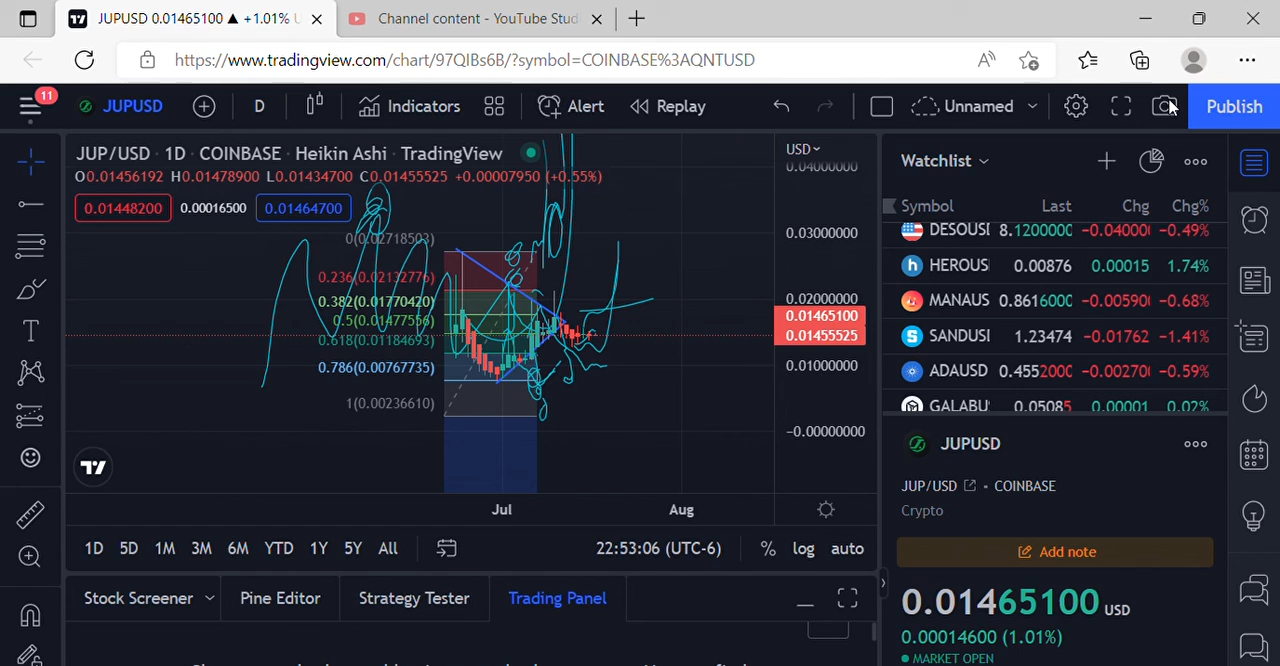 JUPUSD 0.01465100 ▲ +1.01% U
Channel content - YouTube Stud
https://www.tradingview.com/chart/97QIBs6B/?symbol=COINBASE%3AQNTUSD
11
JUPUSD
D
Indicators
Alert
Replay
Unnamed
Publish
JUP/USD · 1D · COINBASE · Heikin Ashi · TradingView
O0.01456192 H0.01478900 L0.01434700 C0.01455525 +0.00007950 (+0.55%)
0.01448200 0.00016500 0.01464700
0(0.02718503)
0.236(0.02132776)
0.382(0.01770420)
0.5(0.01477556)
0.618(0.01184693)
0.786(0.00767735)
1(0.00236610)
USD
0.04000000
0.03000000
0.02000000
0.01465100
0.01455525
0.01000000
-0.00000000
Jul Aug
1D 5D 1M 3M 6M YTD 1Y 5Y All
22:53:06 (UTC-6) % log auto
Stock Screener Pine Editor Strategy Tester Trading Panel
Watchlist
Symbol Last Chg Chg%
DESOUSI 8.1200000 -0.04000 -0.49%
HEROUS 0.00876 0.00015 1.74%
MANAUS 0.8616000 -0.00590 -0.68%
SANDUSI 1.23474 -0.01762 -1.41%
ADAUSD 0.4552000 -0.00270 -0.59%
GALABU 0.05085 0.00001 0.02%
JUPUSD
JUP/USD · COINBASE
Crypto
Add note
0.01465100 USD
0.00014600 (1.01%)
MARKET OPEN